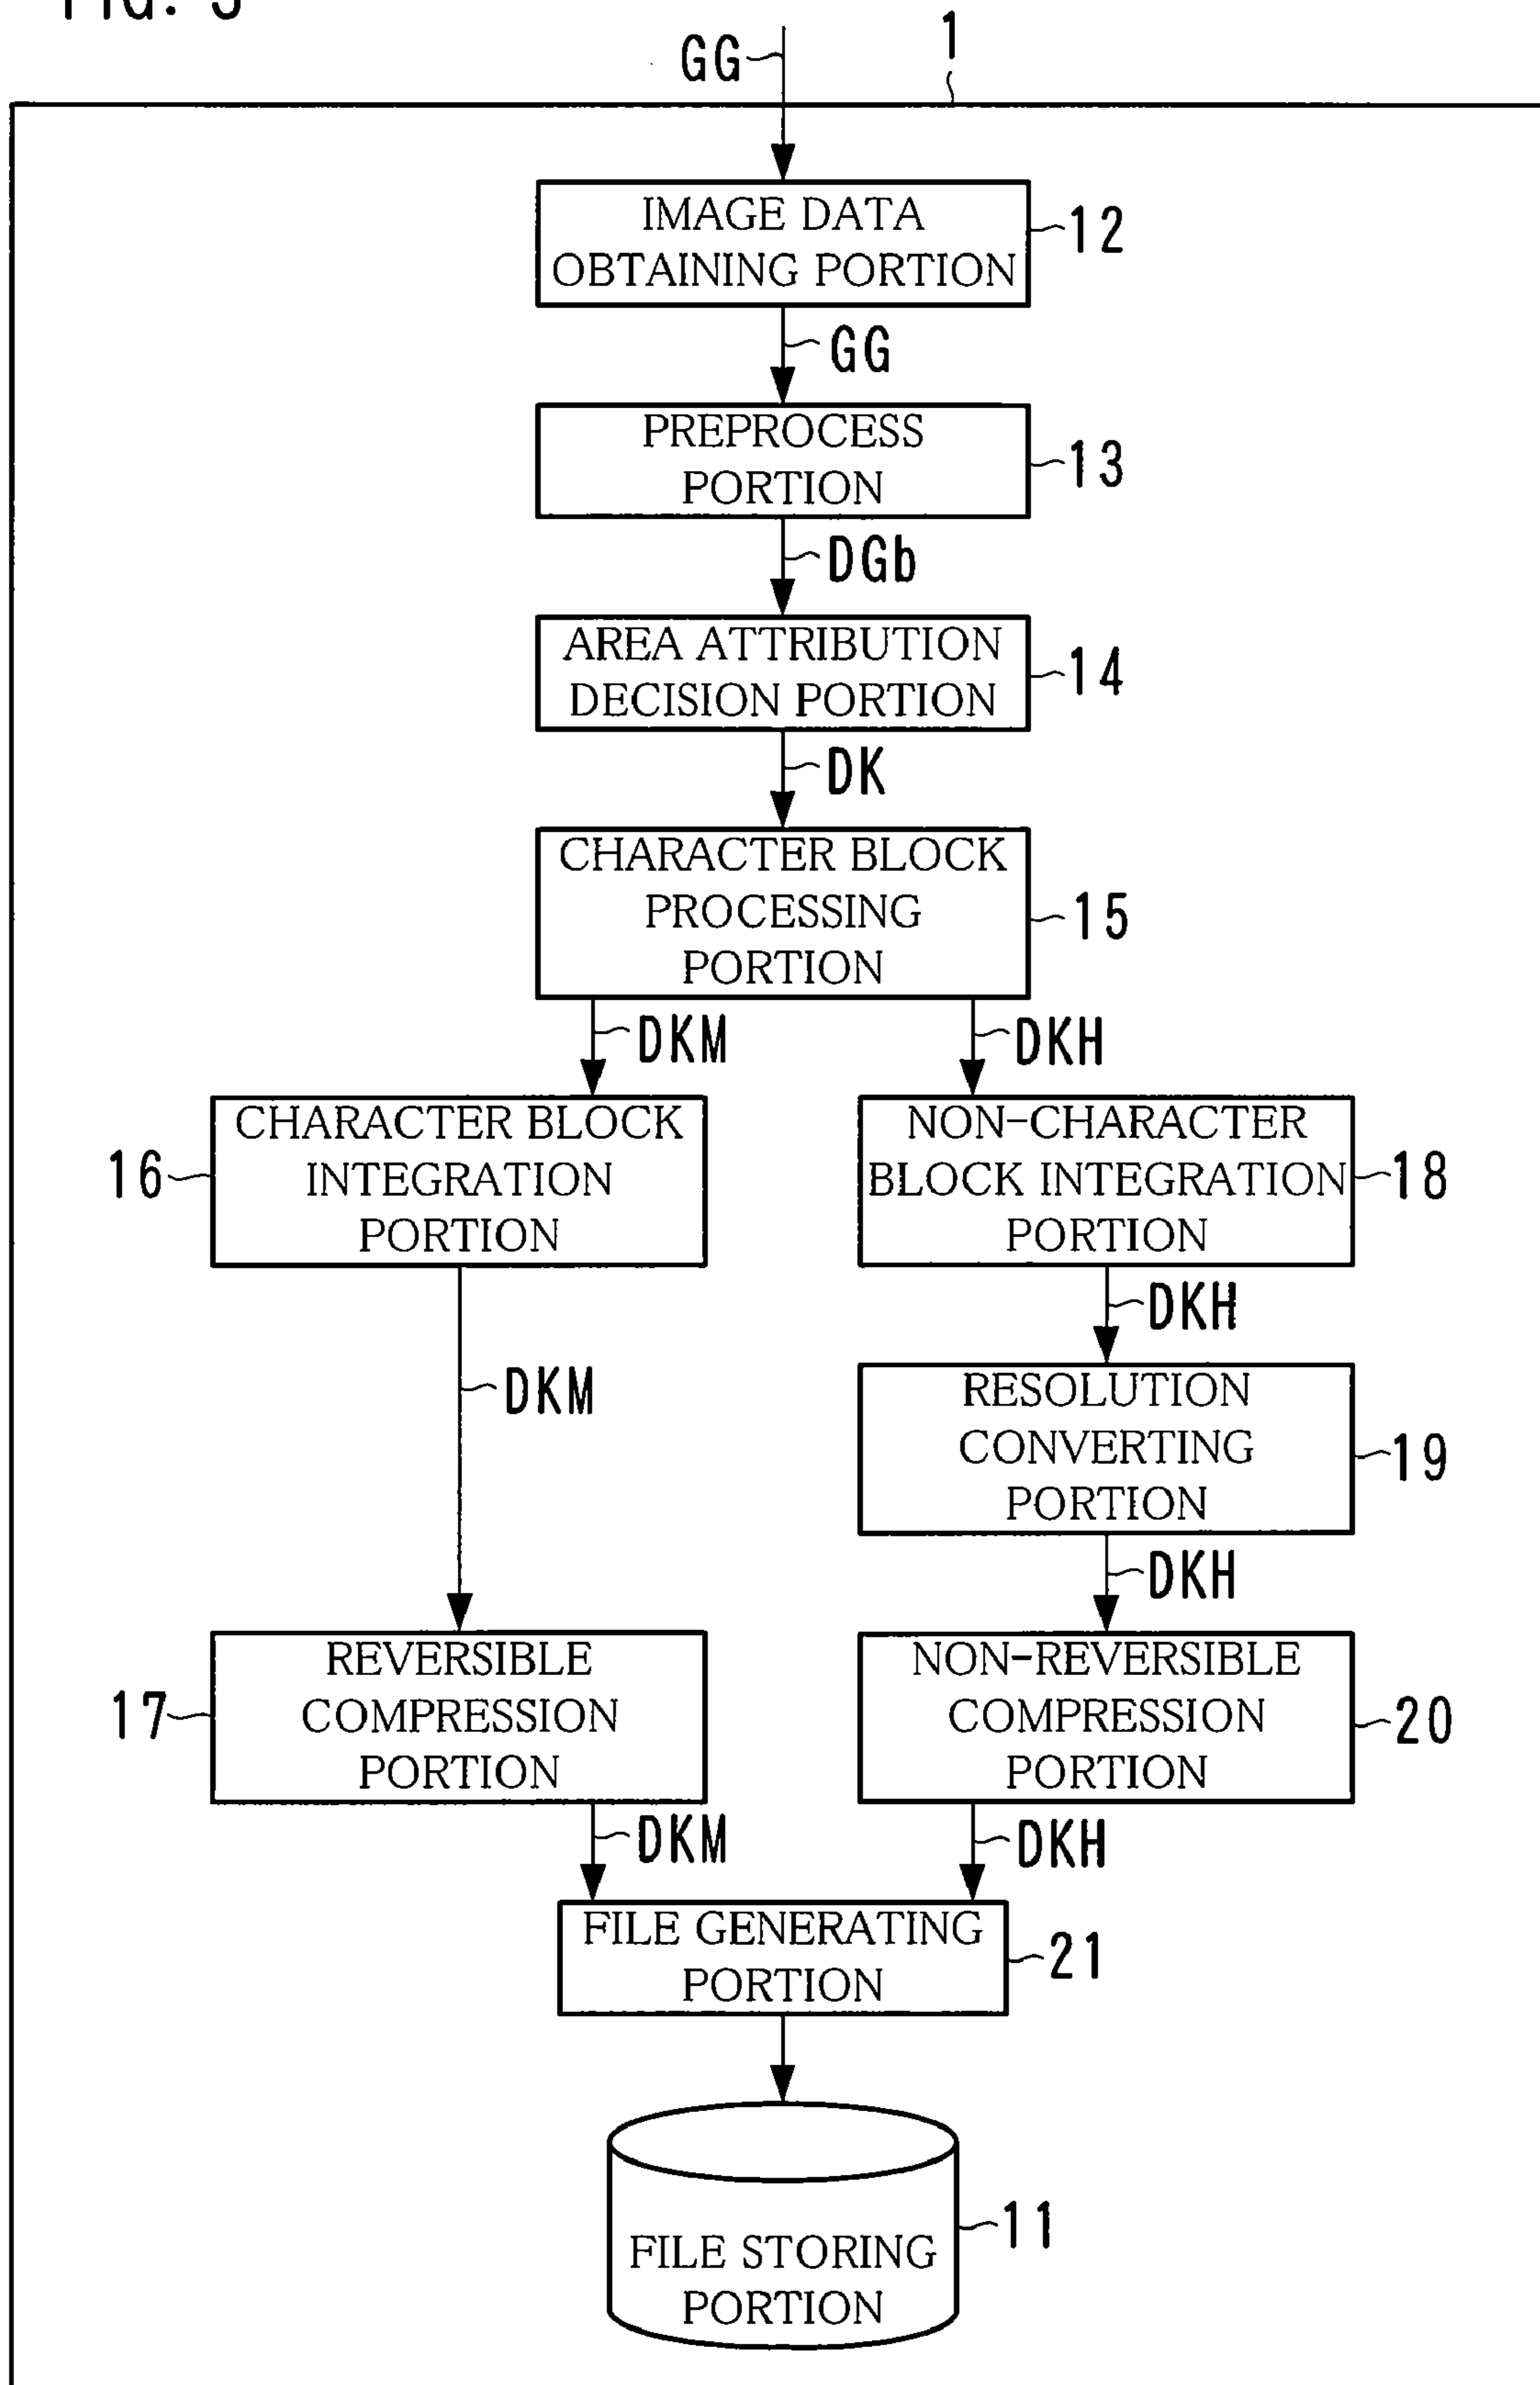 GG
1
IMAGE DATA
OBTAINING PORTION
12
GG
PREPROCESS
PORTION
13
DGb
AREA ATTRIBUTION
DECISION PORTION
14
DK
CHARACTER BLOCK
PROCESSING
PORTION
15
DKM
DKH
CHARACTER BLOCK
INTEGRATION
PORTION
16
NON-CHARACTER
BLOCK INTEGRATION
PORTION
18
DKH
DKM
RESOLUTION
CONVERTING
PORTION
19
DKH
REVERSIBLE
COMPRESSION
PORTION
17
NON-REVERSIBLE
COMPRESSION
PORTION
20
DKM
DKH
FILE GENERATING
PORTION
21
FILE STORING
PORTION
11